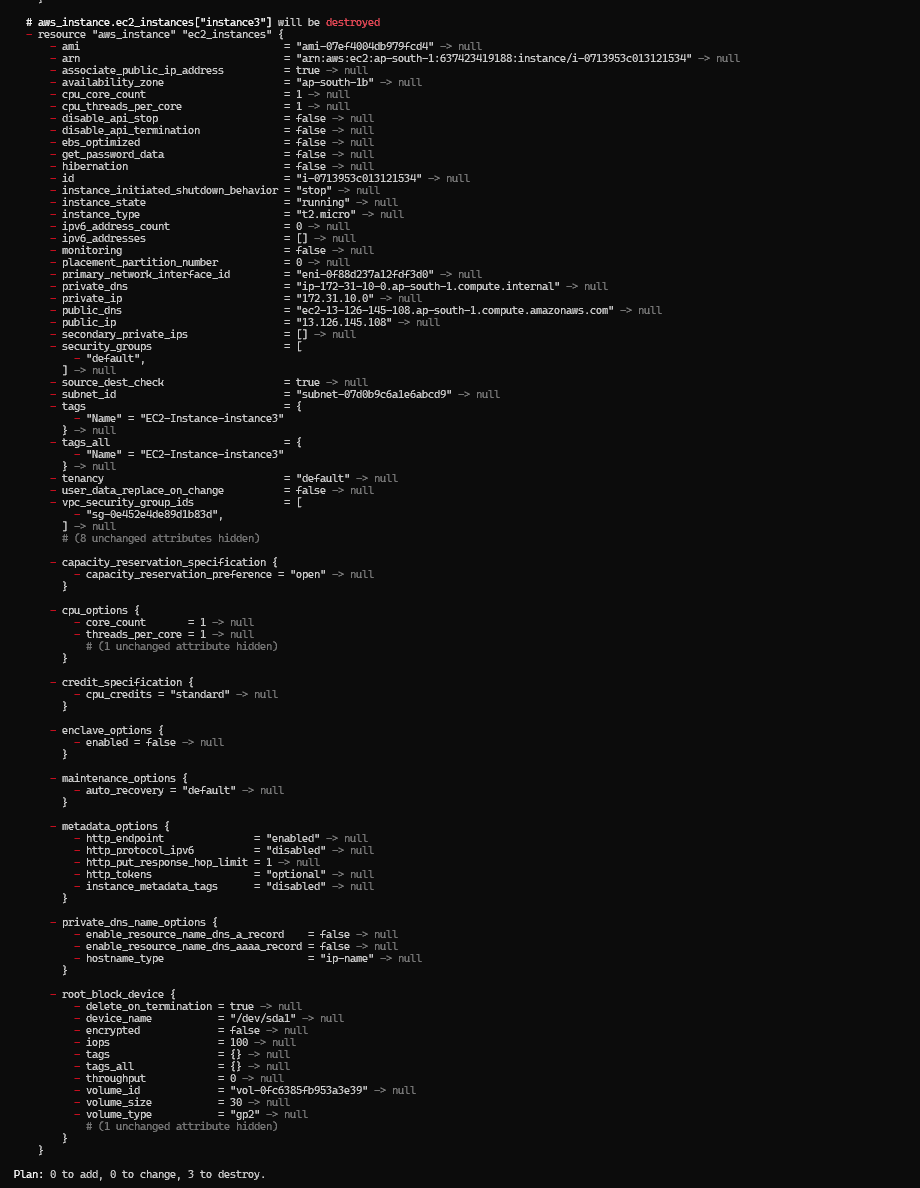 }
# aws_instance.ec2_instances["instance3"] will be destroyed
- resource "aws_instance" "ec2_instances" {
- ami = "ami-07ef4004db979fcd4" -> null
- arn = "arn:aws:ec2:ap-south-1:637423419188:instance/i-0713953c013121534" -> null
- associate_public_ip_address = true -> null
- availability_zone = "ap-south-1b" -> null
- cpu_core_count = 1 -> null
- cpu_threads_per_core = 1 -> null
- disable_api_stop = false -> null
- disable_api_termination = false -> null
- ebs_optimized = false -> null
- get_password_data = false -> null
- hibernation = false -> null
- id = "i-0713953c013121534" -> null
- instance_initiated_shutdown_behavior = "stop" -> null
- instance_state = "running" -> null
- instance_type = "t2.micro" -> null
- ipv6_address_count = 0 -> null
- ipv6_addresses = [] -> null
- monitoring = false -> null
- placement_partition_number = 0 -> null
- primary_network_interface_id = "eni-0f88d237a12fdf3d0" -> null
- private_dns = "ip-172-31-10-0.ap-south-1.compute.internal" -> null
- private_ip = "172.31.10.0" -> null
- public_dns = "ec2-13-126-145-108.ap-south-1.compute.amazonaws.com" -> null
- public_ip = "13.126.145.108" -> null
- secondary_private_ips = [] -> null
- security_groups = [
- "default",
] -> null
- source_dest_check = true -> null
- subnet_id = "subnet-07d0b9c6a1e6abcd9" -> null
- tags = {
- "Name" = "EC2-Instance-instance3"
} -> null
- tags_all = {
- "Name" = "EC2-Instance-instance3"
} -> null
- tenancy = "default" -> null
- user_data_replace_on_change = false -> null
- vpc_security_group_ids = [
- "sg-0e452e4de89d1b83d",
] -> null
# (8 unchanged attributes hidden)
- capacity_reservation_specification {
- capacity_reservation_preference = "open" -> null
}
- cpu_options {
- core_count = 1 -> null
- threads_per_core = 1 -> null
# (1 unchanged attribute hidden)
}
- credit_specification {
- cpu_credits = "standard" -> null
}
- enclave_options {
- enabled = false -> null
}
- maintenance_options {
- auto_recovery = "default" -> null
}
- metadata_options {
- http_endpoint = "enabled" -> null
- http_protocol_ipv6 = "disabled" -> null
- http_put_response_hop_limit = 1 -> null
- http_tokens = "optional" -> null
- instance_metadata_tags = "disabled" -> null
}
- private_dns_name_options {
- enable_resource_name_dns_a_record = false -> null
- enable_resource_name_dns_aaaa_record = false -> null
- hostname_type = "ip-name" -> null
}
- root_block_device {
- delete_on_termination = true -> null
- device_name = "/dev/sda1" -> null
- encrypted = false -> null
- iops = 100 -> null
- tags = {} -> null
- tags_all = {} -> null
- throughput = 0 -> null
- volume_id = "vol-0fc6385fb953a3e39" -> null
- volume_size = 30 -> null
- volume_type = "gp2" -> null
# (1 unchanged attribute hidden)
}
}
Plan: 0 to add, 0 to change, 3 to destroy.